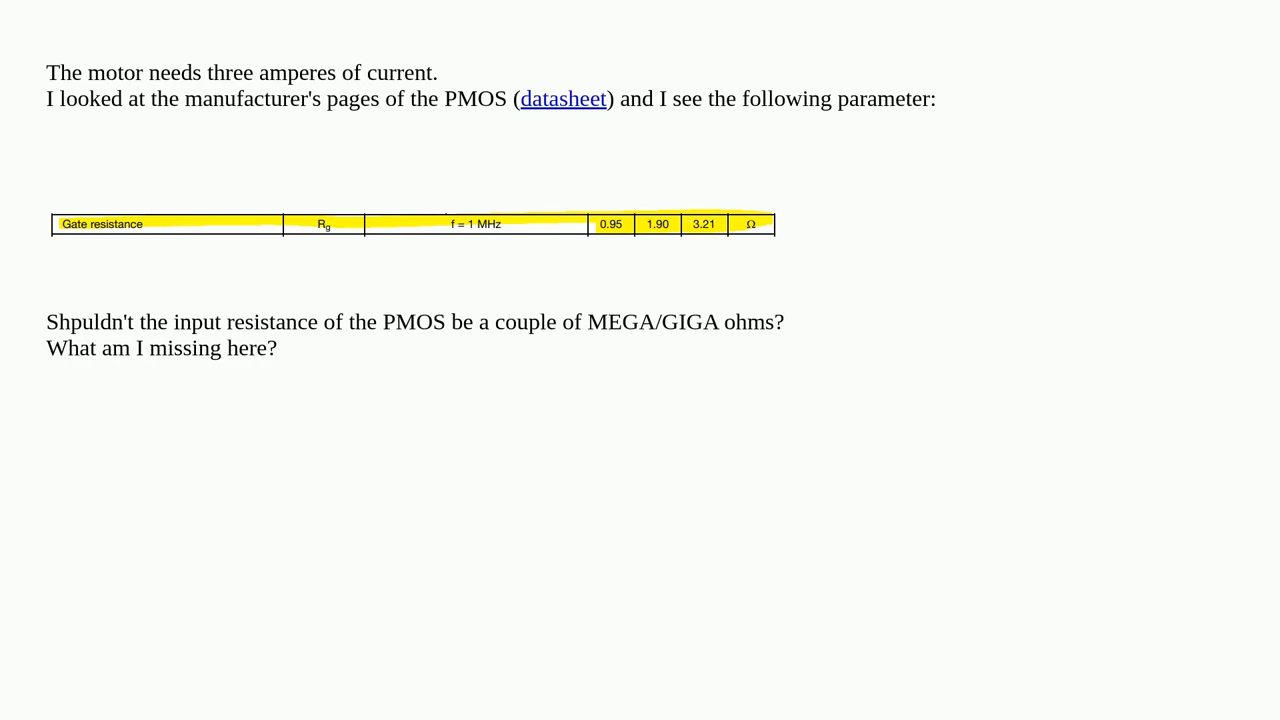 The motor needs three amperes of current.
I looked at the manufacturer's pages of the PMOS (datasheet) and I see the following parameter:
Gate resistance Rg f = 1 MHz 0.95 1.90 3.21 Ω
Shpuldn't the input resistance of the PMOS be a couple of MEGA/GIGA ohms?
What am I missing here?